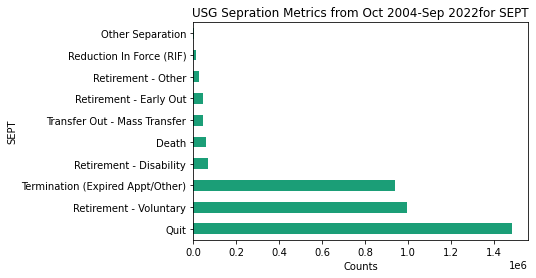 USG Sepration Metrics from Oct 2004-Sep 2022for SEPT
Other Separation
Reduction In Force (RIF)
Retirement - Other
Retirement - Early Out
Transfer Out - Mass Transfer
Death
Retirement - Disability
Termination (Expired Appt/Other)
Retirement - Voluntary
Quit
SEPT
0.0 0.2 0.4 0.6 0.8 1.0 1.2 1.4
1e6
Counts